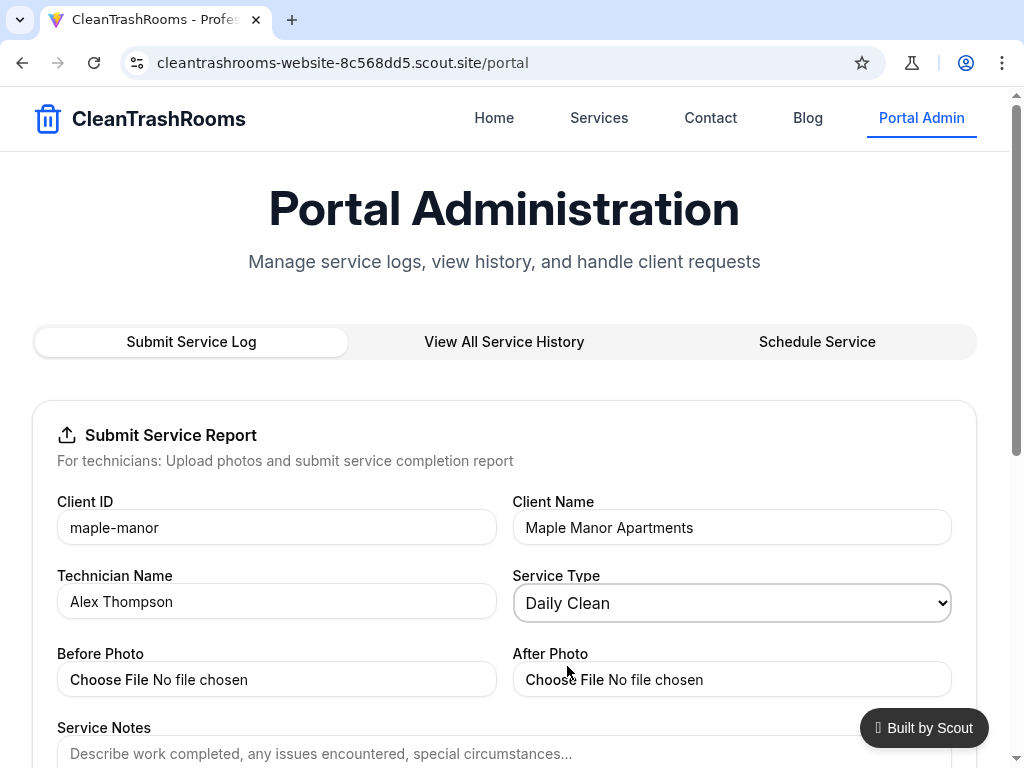 CleanTrashRooms - Profes
cleantrashrooms-website-8c568dd5.scout.site/portal
CleanTrashRooms
Home
Services
Contact
Blog
Portal Admin
Portal Administration
Manage service logs, view history, and handle client requests
Submit Service Log
View All Service History
Schedule Service
Submit Service Report
For technicians: Upload photos and submit service completion report
Client ID
Client Name
maple-manor
Maple Manor Apartments
Technician Name
Service Type
Alex Thompson
Daily Clean
Before Photo
After Photo
Choose File No file chosen
Choose File No file chosen
Service Notes
Describe work completed, any issues encountered, special circumstances...
Built by Scout